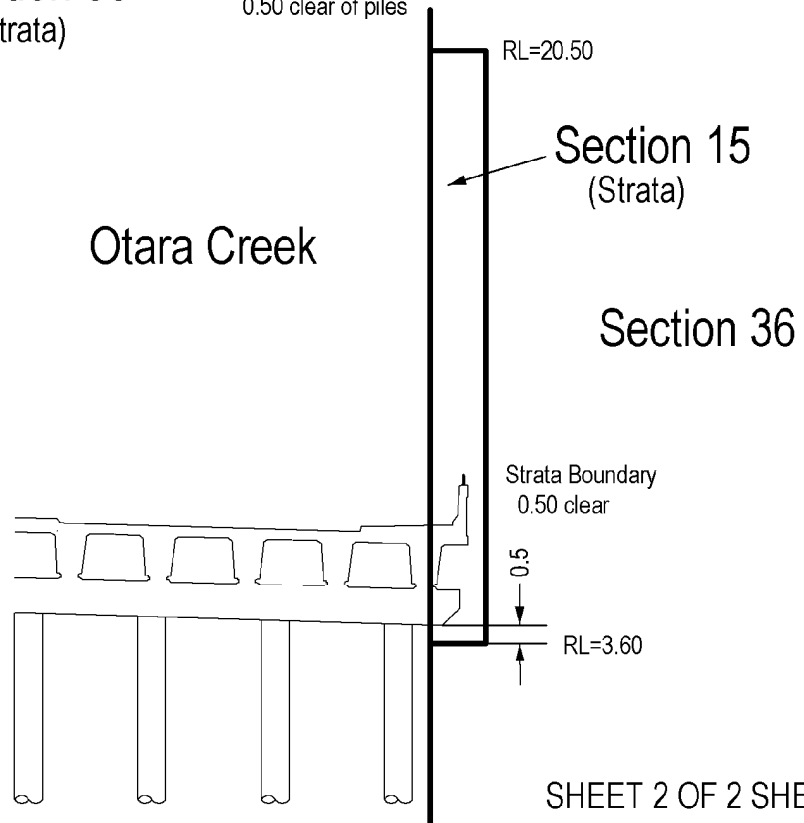 trata)
0.50 clear of piles
RL=20.50
Section 15
(Strata)
Otara Creek
Section 36
Strata Boundary
0.50 clear
0.5
RL=3.60
SHEET 2 OF 2 SHE